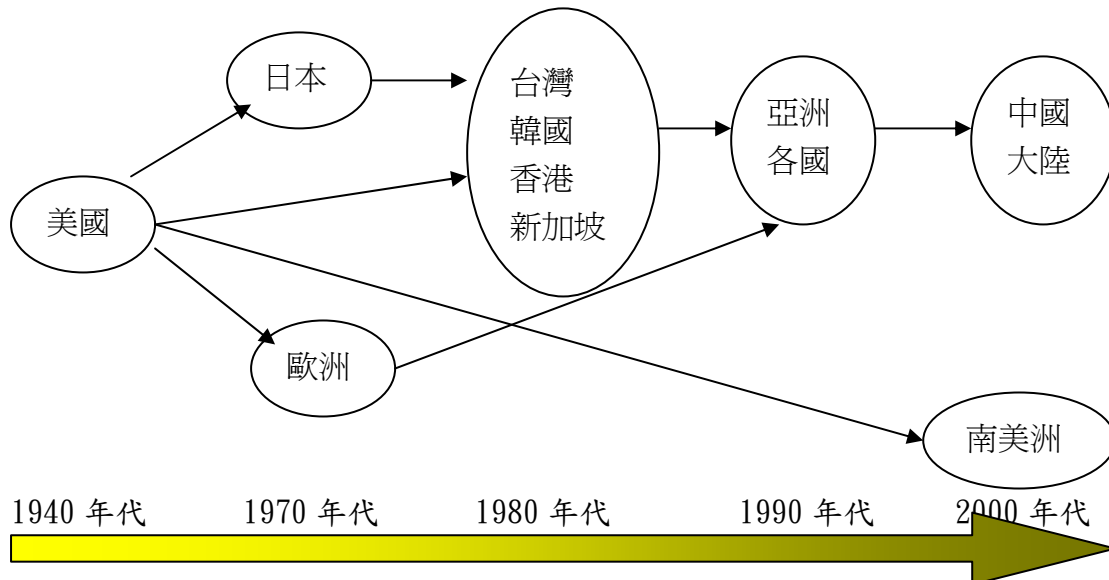 日本
台灣
韓國
香港
新加坡
亞洲
各國
中國
大陸
美國
歐洲
南美洲
1940 年代
1970 年代
1980 年代
1990 年代
2000 年代